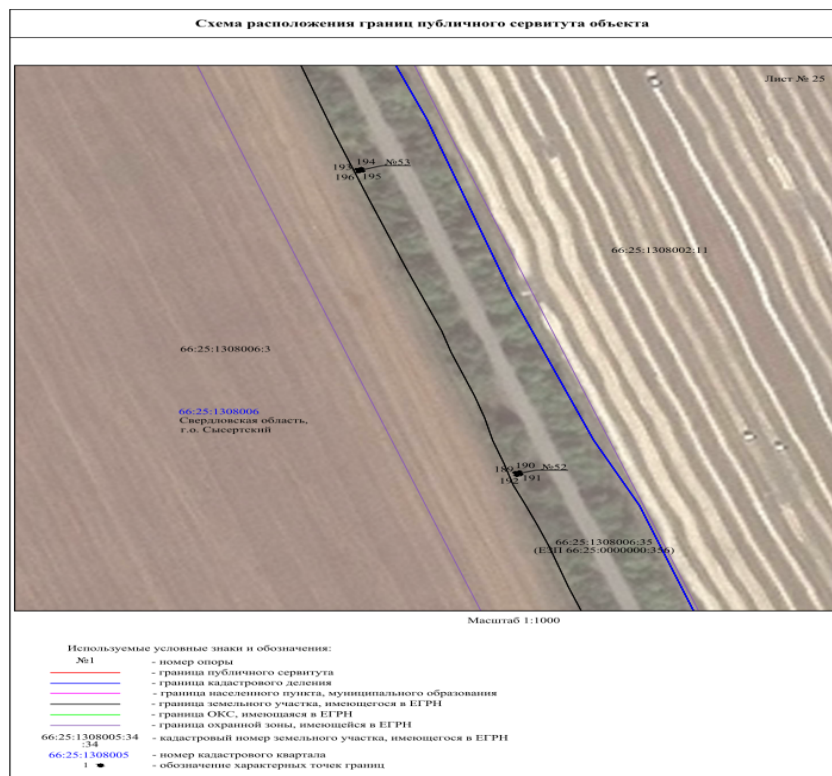 Схема расположения границ публичного сервитута объекта
Лист № 25
193 194 №53
196 195
66:25:1308002:11
66:25:1308006:3
66:25:1308006
Свердловская область,
г.о. Сысертский
189 190 №52
192 191
66:25:1308006:35
(ЕЗП 66:25:0000000:356)
Масштаб 1:1000
Используемые условные знаки и обозначения:
№1 - номер опоры
- граница публичного сервитута
- граница кадастрового деления
- граница населенного пункта, муниципального образования
- граница земельного участка, имеющегося в ЕГРН
- граница ОКС, имеющаяся в ЕГРН
- граница охранной зоны, имеющейся в ЕГРН
66:25:1308005:34 - кадастровый номер земельного участка, имеющегося в ЕГРН
:34
66:25:1308005 - номер кадастрового квартала
1 - обозначение характерных точек границ